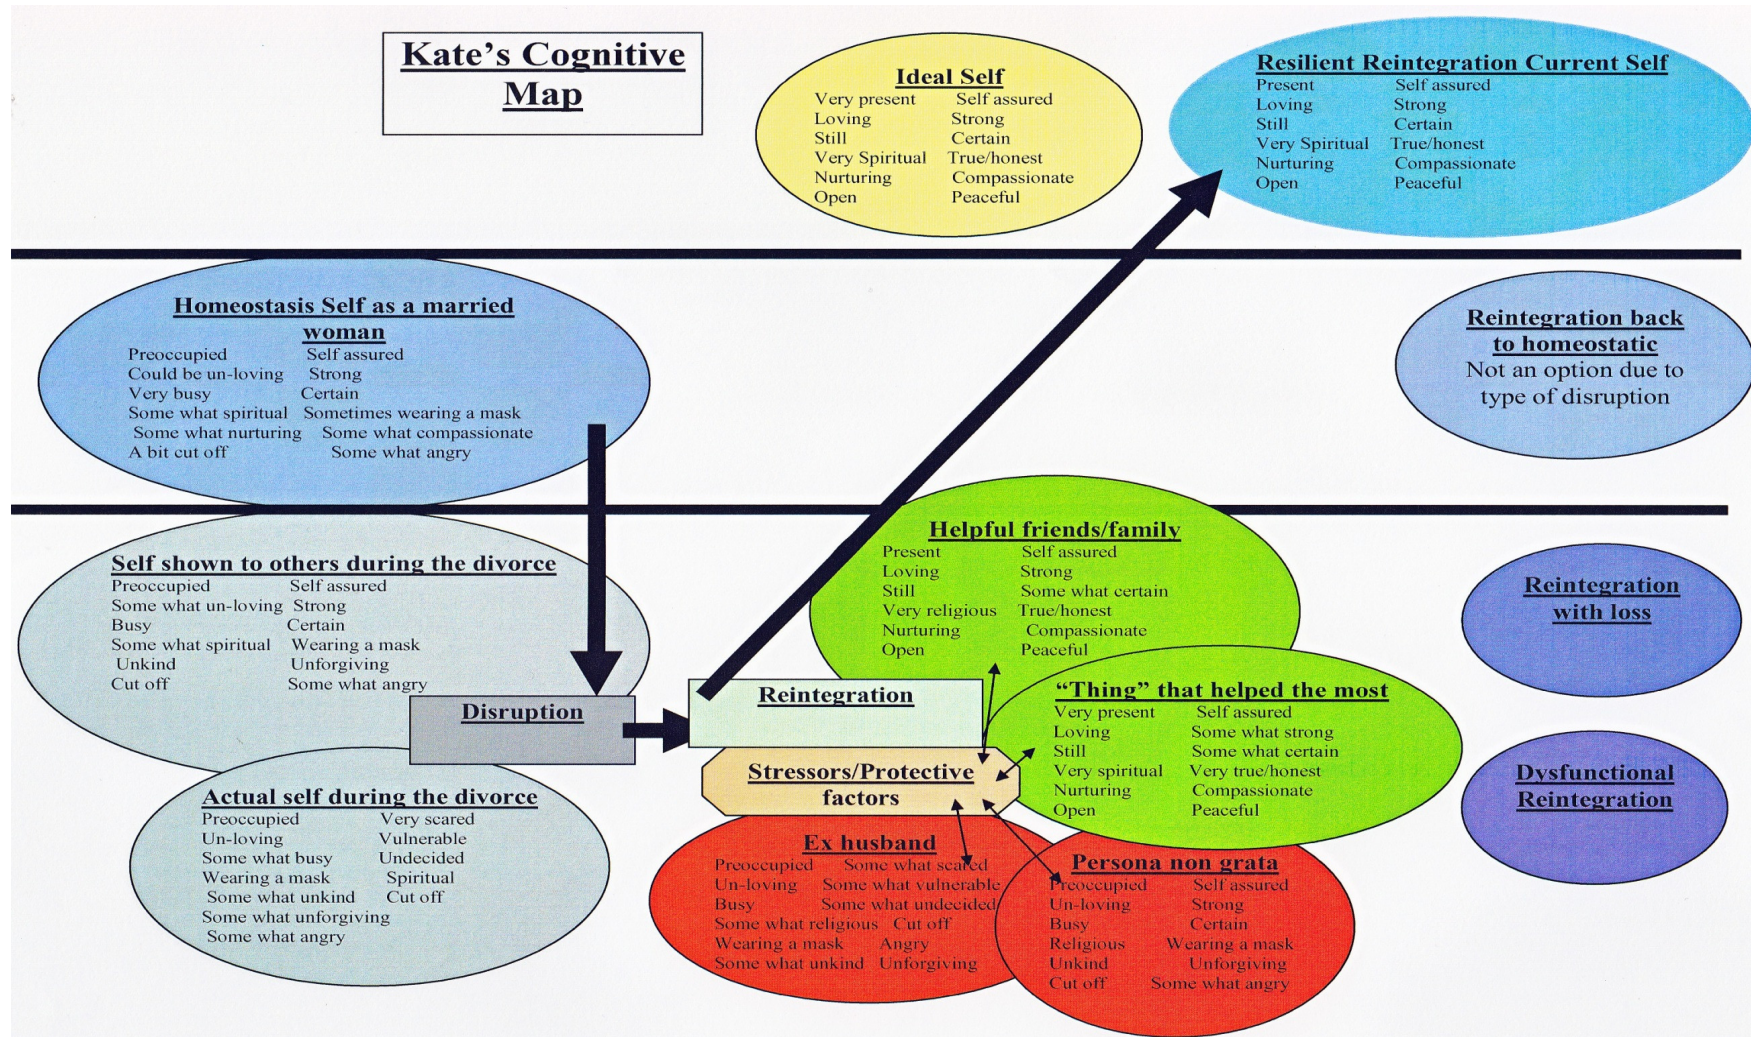 Kate's Cognitive
Map
Ideal Self
Very present Self assured
Loving Strong
Still Certain
Very Spiritual True/honest
Nurturing Compassionate
Open Peaceful
Resilient Reintegration Current Self
Present Self assured
Loving Strong
Still Certain
Very Spiritual True/honest
Nurturing Compassionate
Open Peaceful
Homeostasis Self as a married
woman
Preoccupied Self assured
Could be un-loving Strong
Very busy Certain
Some what spiritual Sometimes wearing a mask
Some what nurturing Some what compassionate
A bit cut off Some what angry
Reintegration back
to homeostatic
Not an option due to
type of disruption
Self shown to others during the divorce
Preoccupied Self assured
Some what un-loving Strong
Busy Certain
Some what spiritual Wearing a mask
Unkind Unforgiving
Cut off Some what angry
Disruption
Reintegration
Helpful friends/family
Present Self assured
Loving Strong
Still Some what certain
Very religious True/honest
Nurturing Compassionate
Open Peaceful
Reintegration
with loss
"Thing" that helped the most
Very present Self assured
Loving Some what strong
Still Some what certain
Very spiritual Very true/honest
Nurturing Compassionate
Open Peaceful
Stressors/Protective
factors
Dysfunctional
Reintegration
Actual self during the divorce
Preoccupied Very scared
Un-loving Vulnerable
Some what busy Undecided
Wearing a mask Spiritual
Some what unkind Cut off
Some what unforgiving
Some what angry
Ex husband
Preoccupied Some what scared
Un-loving Some what vulnerable
Busy Some what undecided
Some what religious Cut off
Wearing a mask Angry
Some what unkind Unforgiving
Persona non grata
Preoccupied Self assured
Un-loving Strong
Busy Certain
Religious Wearing a mask
Unkind Unforgiving
Cut off Some what angry